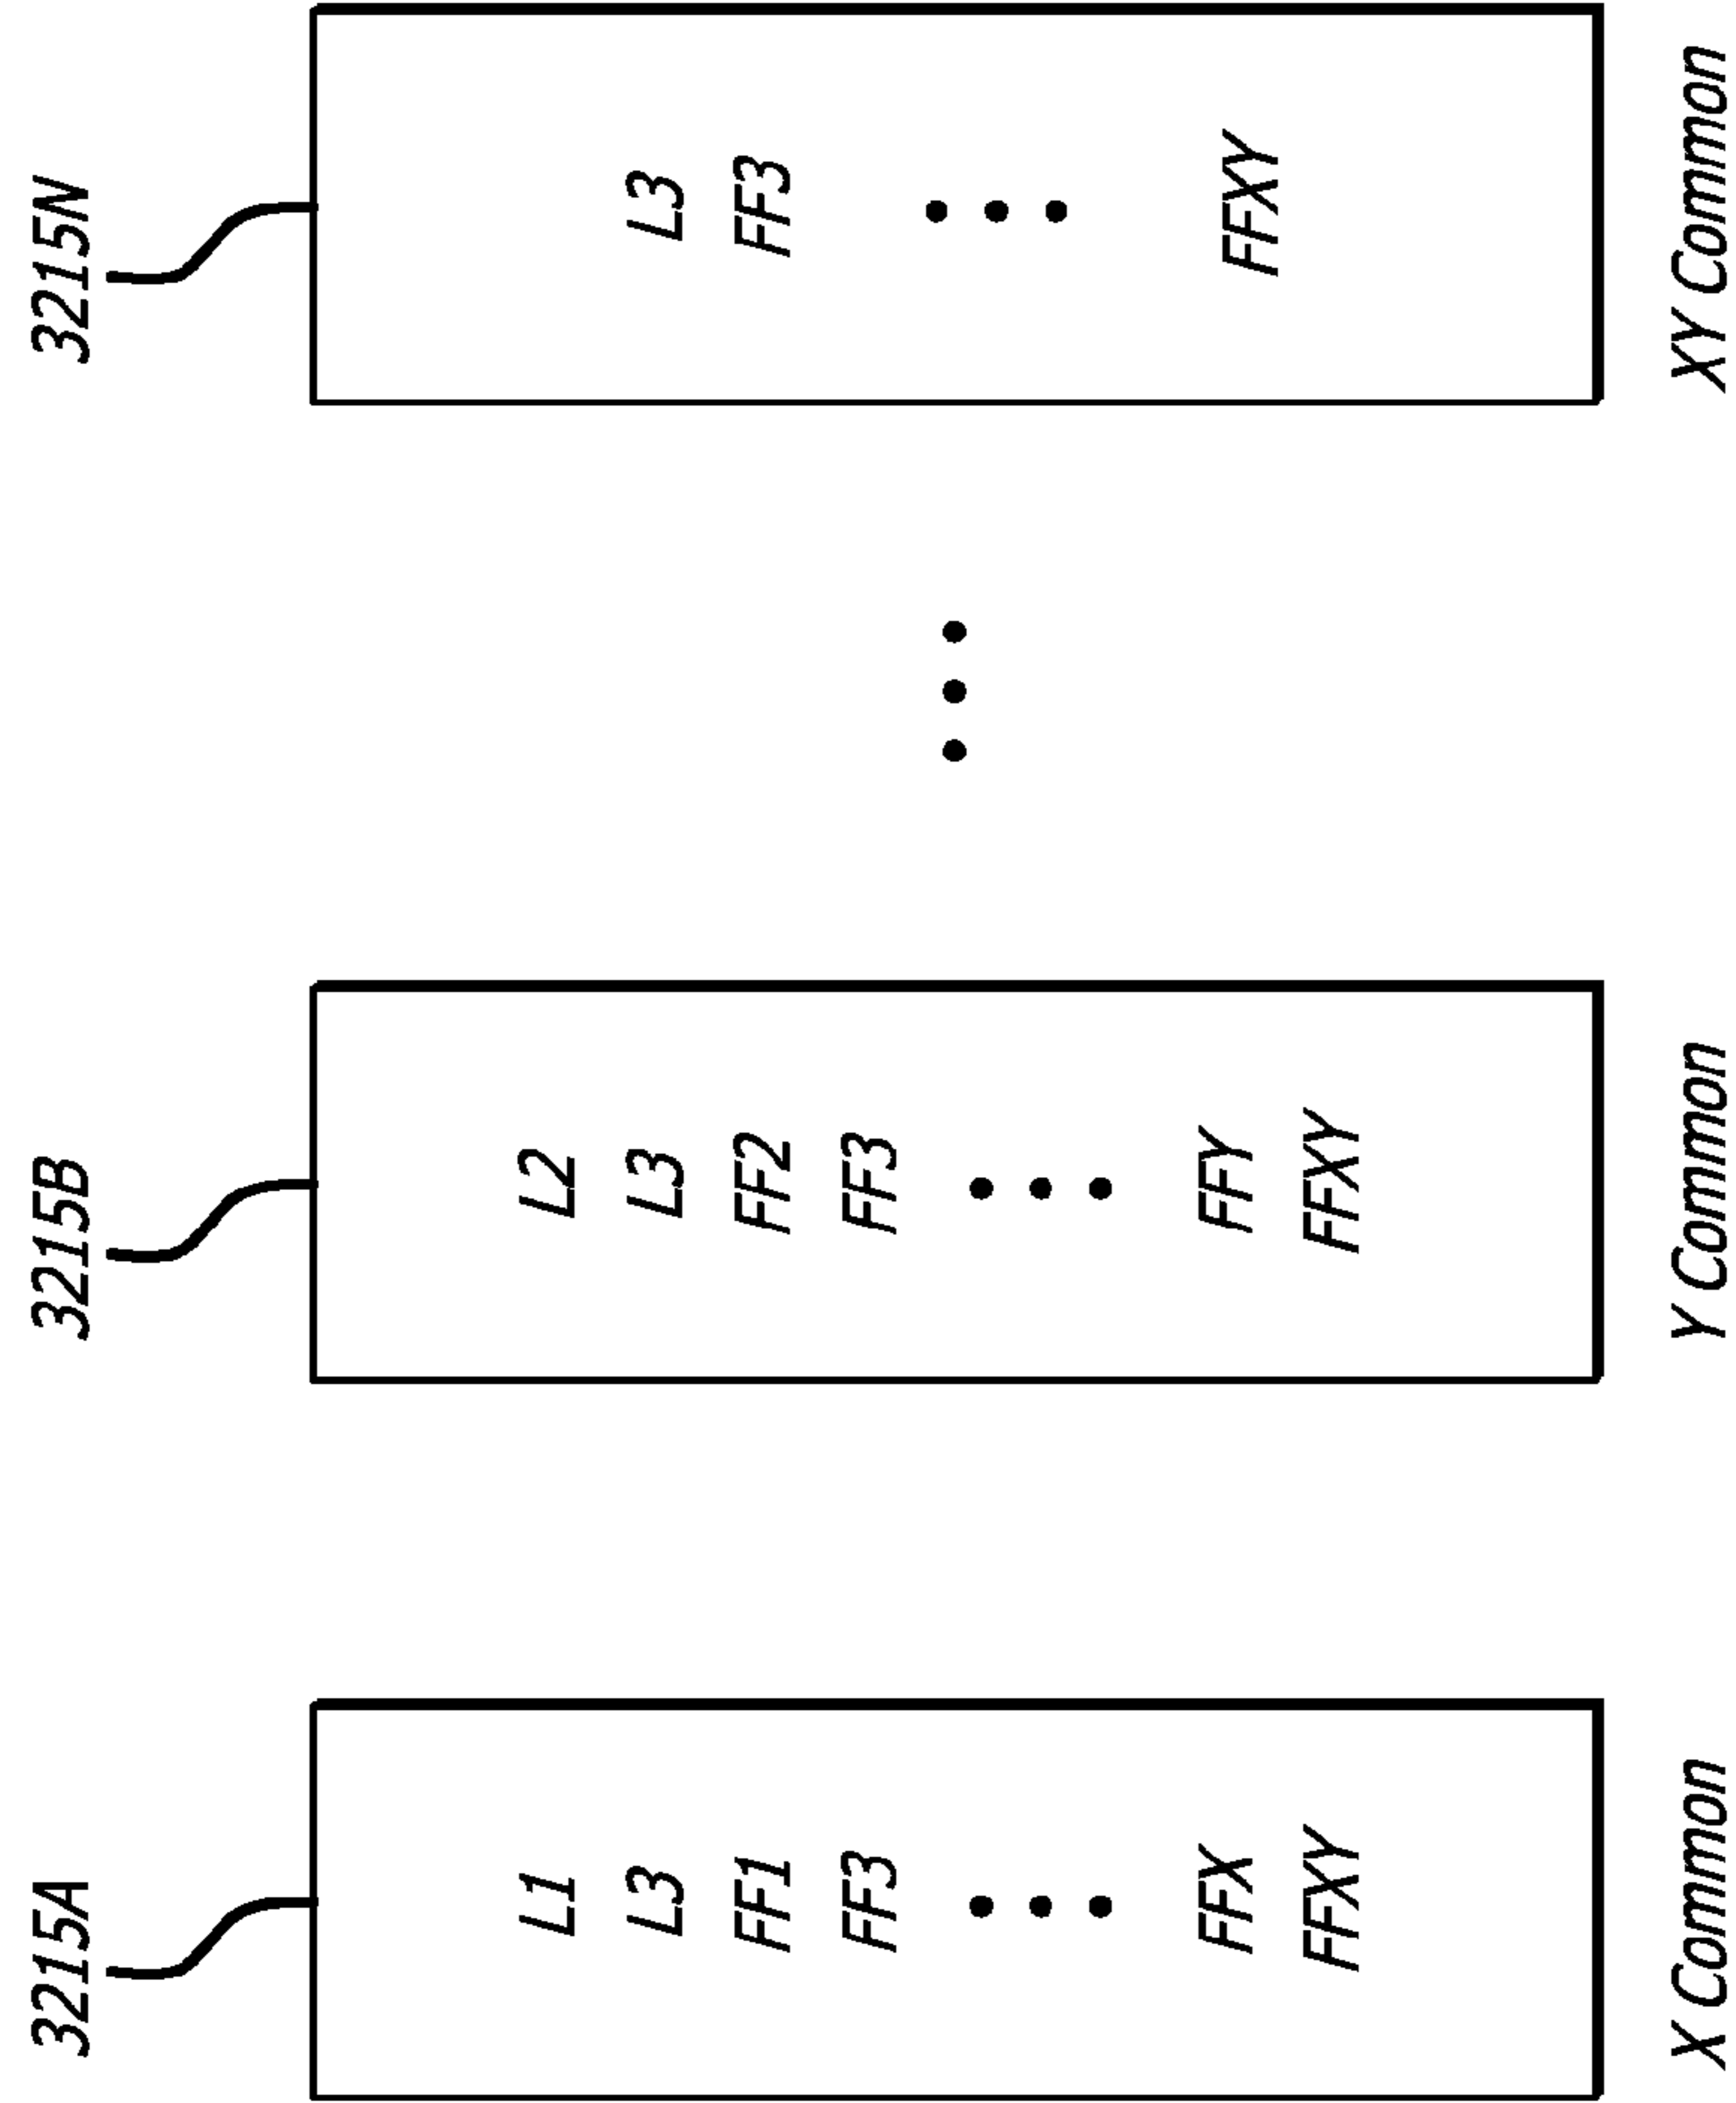 3215A
L1
L3
FF1
FF3
FFX
FFXY
X Common
3215B
L2
L3
FF2
FF3
FFY
FFXY
Y Common
3215N
L3
FF3
FFXY
XY Common